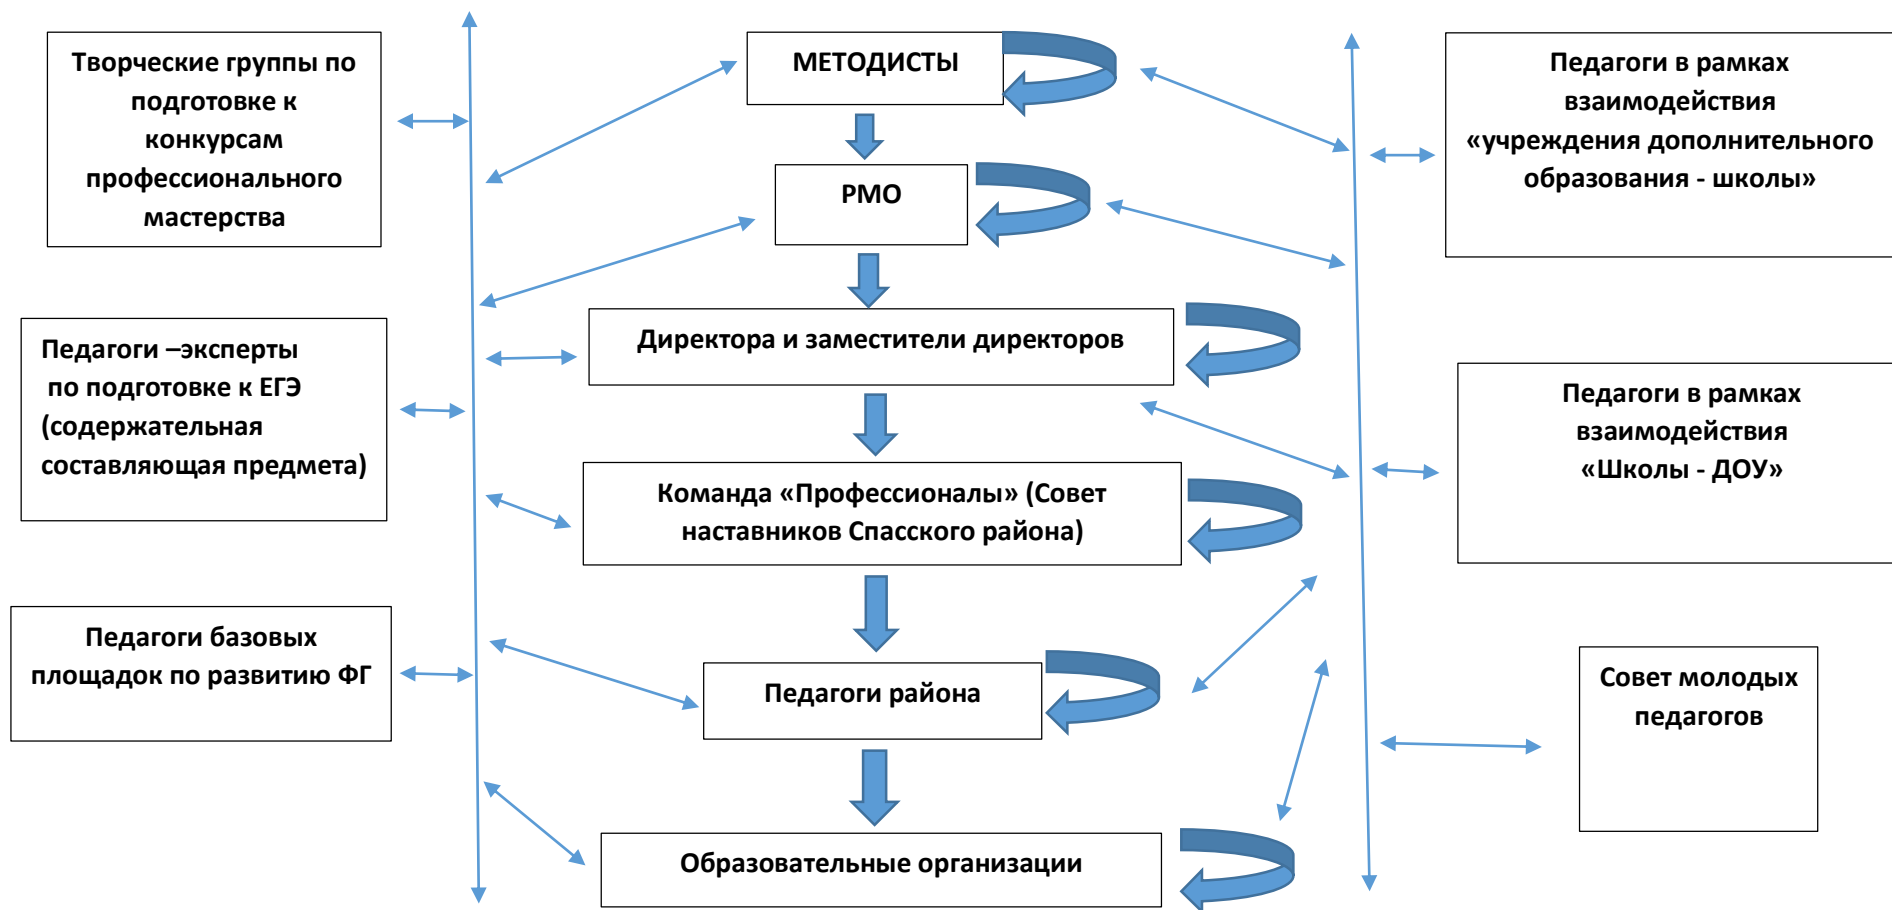 Творческие группы по
подготовке к
конкурсам
профессионального
мастерства
Педагоги –эксперты
по подготовке к ЕГЭ
(содержательная
составляющая предмета)
Педагоги базовых
площадок по развитию ФГ
МЕТОДИСТЫ
РМО
Директора и заместители директоров
Команда «Профессионалы» (Совет
наставников Спасского района)
Педагоги района
Образовательные организации
Педагоги в рамках
взаимодействия
«учреждения дополнительного
образования - школы»
Педагоги в рамках
взаимодействия
«Школы - ДОУ»
Совет молодых
педагогов